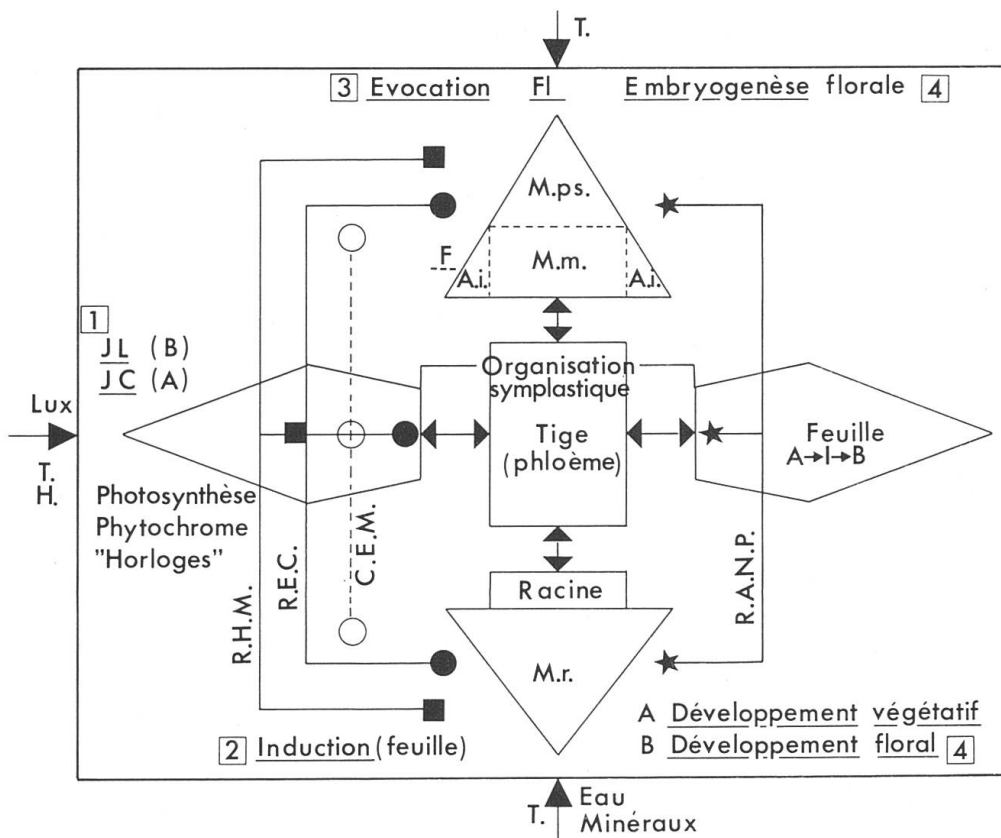 T.
3 Evocation Fl Embryogenèse florale 4
M.ps.
F
A.i. M.m. A.i.
1
JL (B)
JC (A)
Lux
T.
H.
Organisation
symplastique
Tige
(phloème)
Feuille
A→I→B
Photosynthèse
Phytochrome
"Horloges"
R.H.M.
R.E.C.
C.E.M.
R.A.N.P.
Racine
M.r.
A Développement végétatif
B Développement floral 4
2 Induction (feuille)
T.
Eau
Minéraux